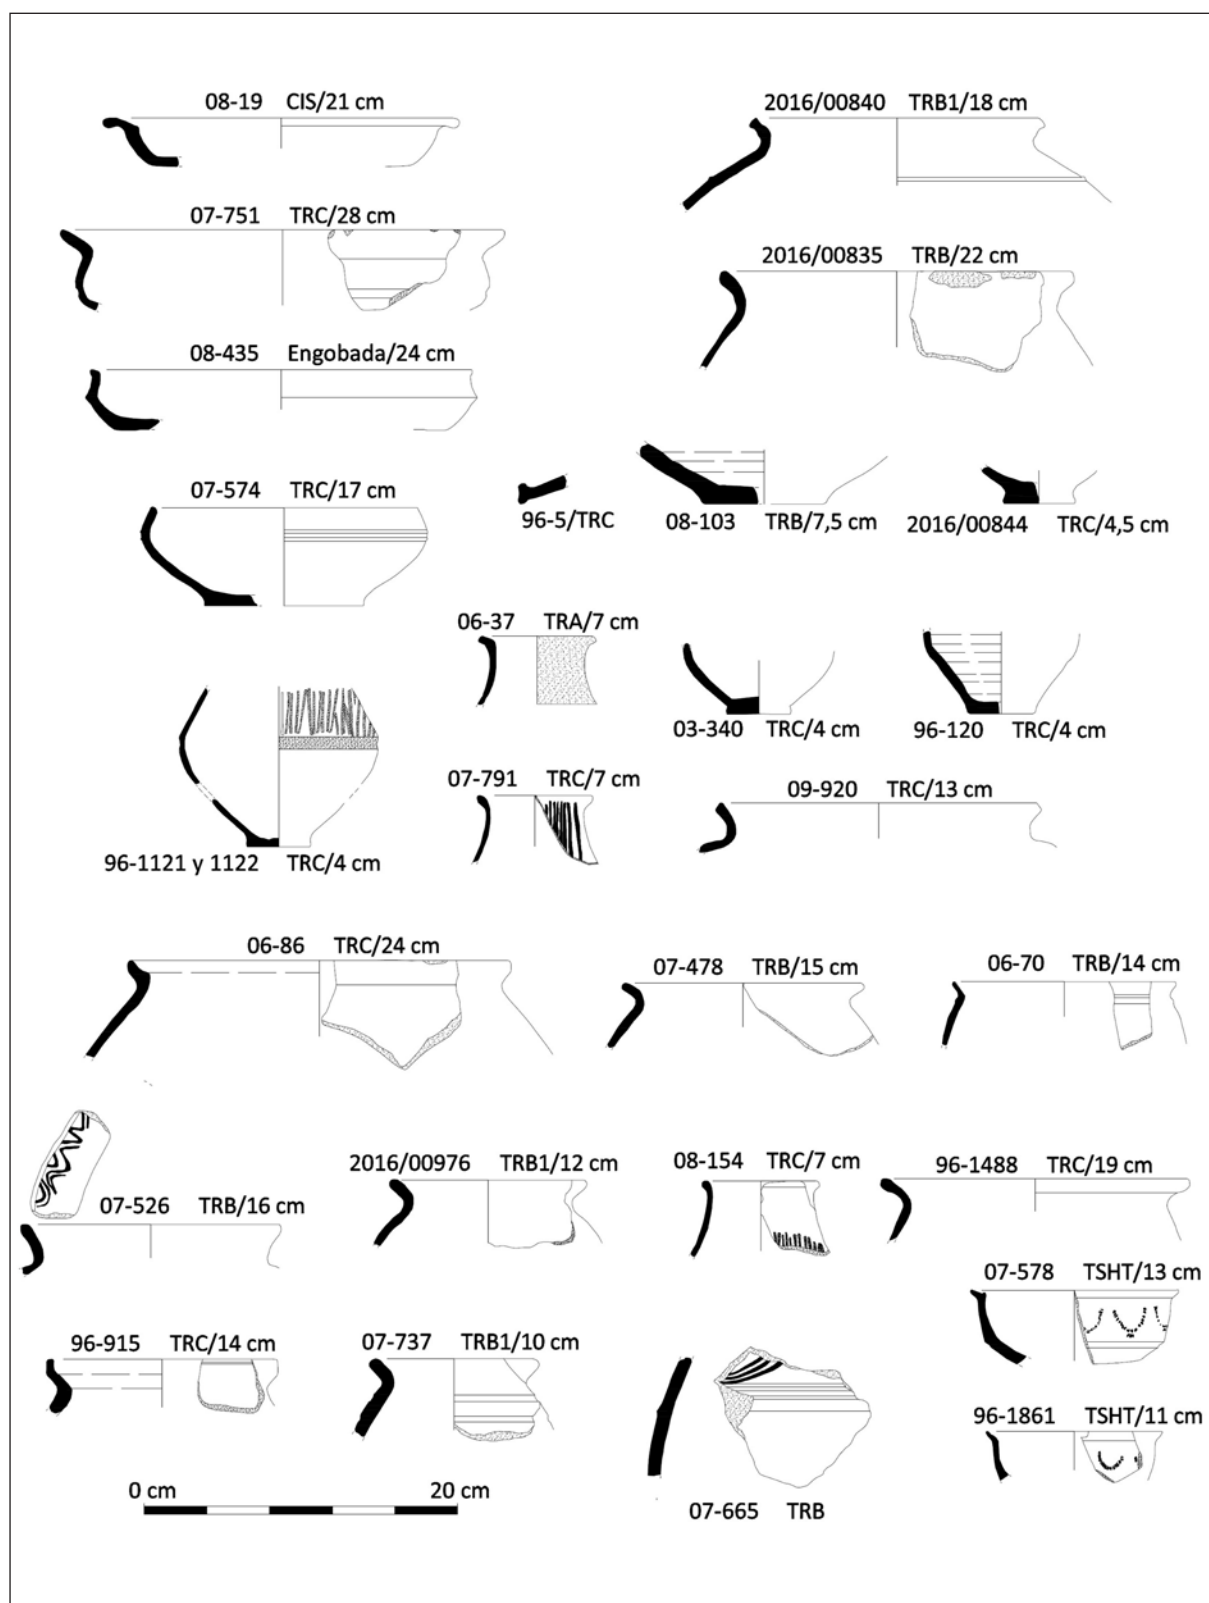 08-19 CIS/21 cm
2016/00840 TRB1/18 cm
07-751 TRC/28 cm
2016/00835 TRB/22 cm
08-435 Engobada/24 cm
07-574 TRC/17 cm
96-5/TRC
08-103 TRB/7,5 cm
2016/00844 TRC/4,5 cm
06-37 TRA/7 cm
03-340 TRC/4 cm
96-120 TRC/4 cm
07-791 TRC/7 cm
09-920 TRC/13 cm
96-1121 y 1122 TRC/4 cm
06-86 TRC/24 cm
07-478 TRB/15 cm
06-70 TRB/14 cm
2016/00976 TRB1/12 cm
08-154 TRC/7 cm
96-1488 TRC/19 cm
07-526 TRB/16 cm
07-578 TSHT/13 cm
96-915 TRC/14 cm
07-737 TRB1/10 cm
96-1861 TSHT/11 cm
0 cm 20 cm
07-665 TRB